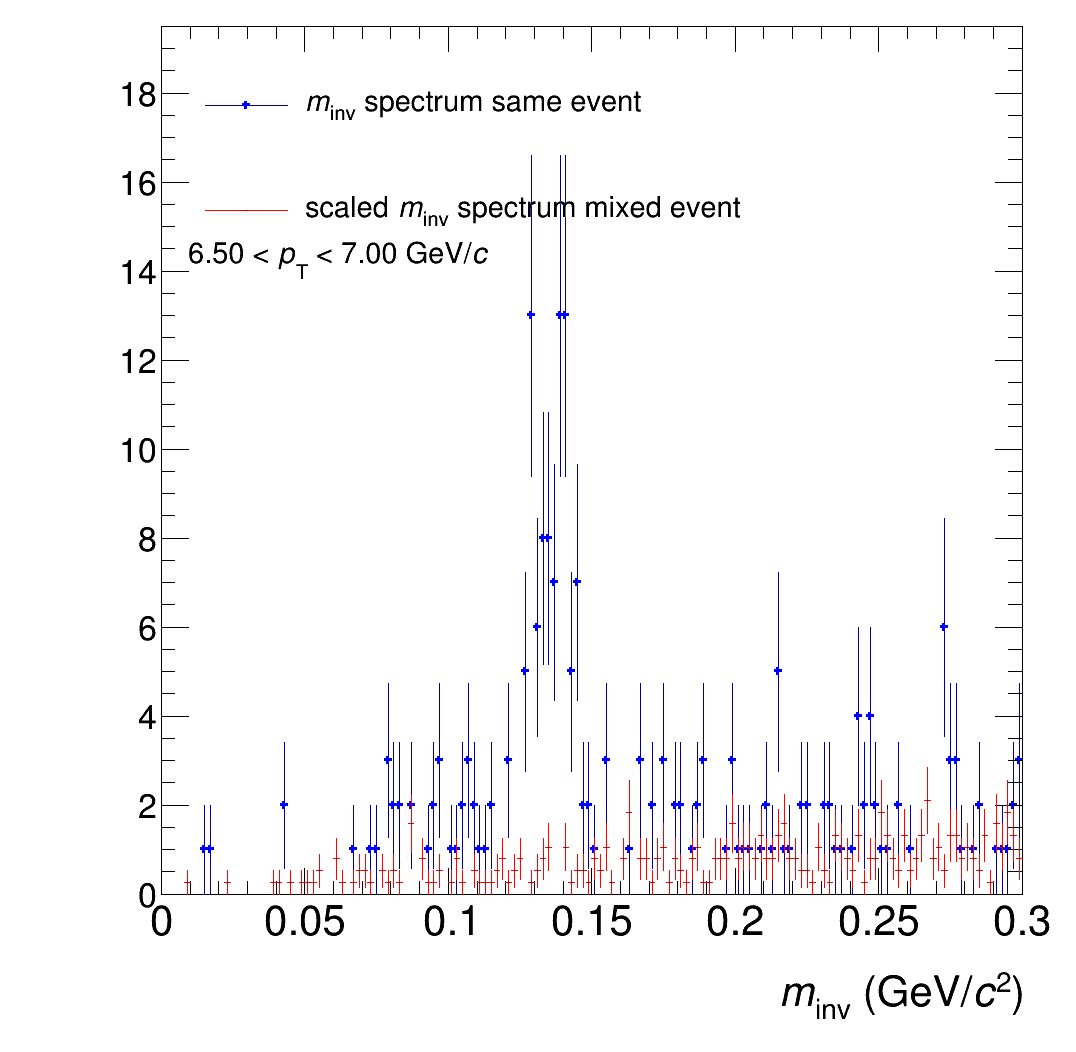 18
m_inv spectrum same event
16
scaled m_inv spectrum mixed event
6.50 < p_T < 7.00 GeV/c
14
12
10
8
6
4
2
0
0 0.05 0.1 0.15 0.2 0.25 0.3
m_inv (GeV/c²)